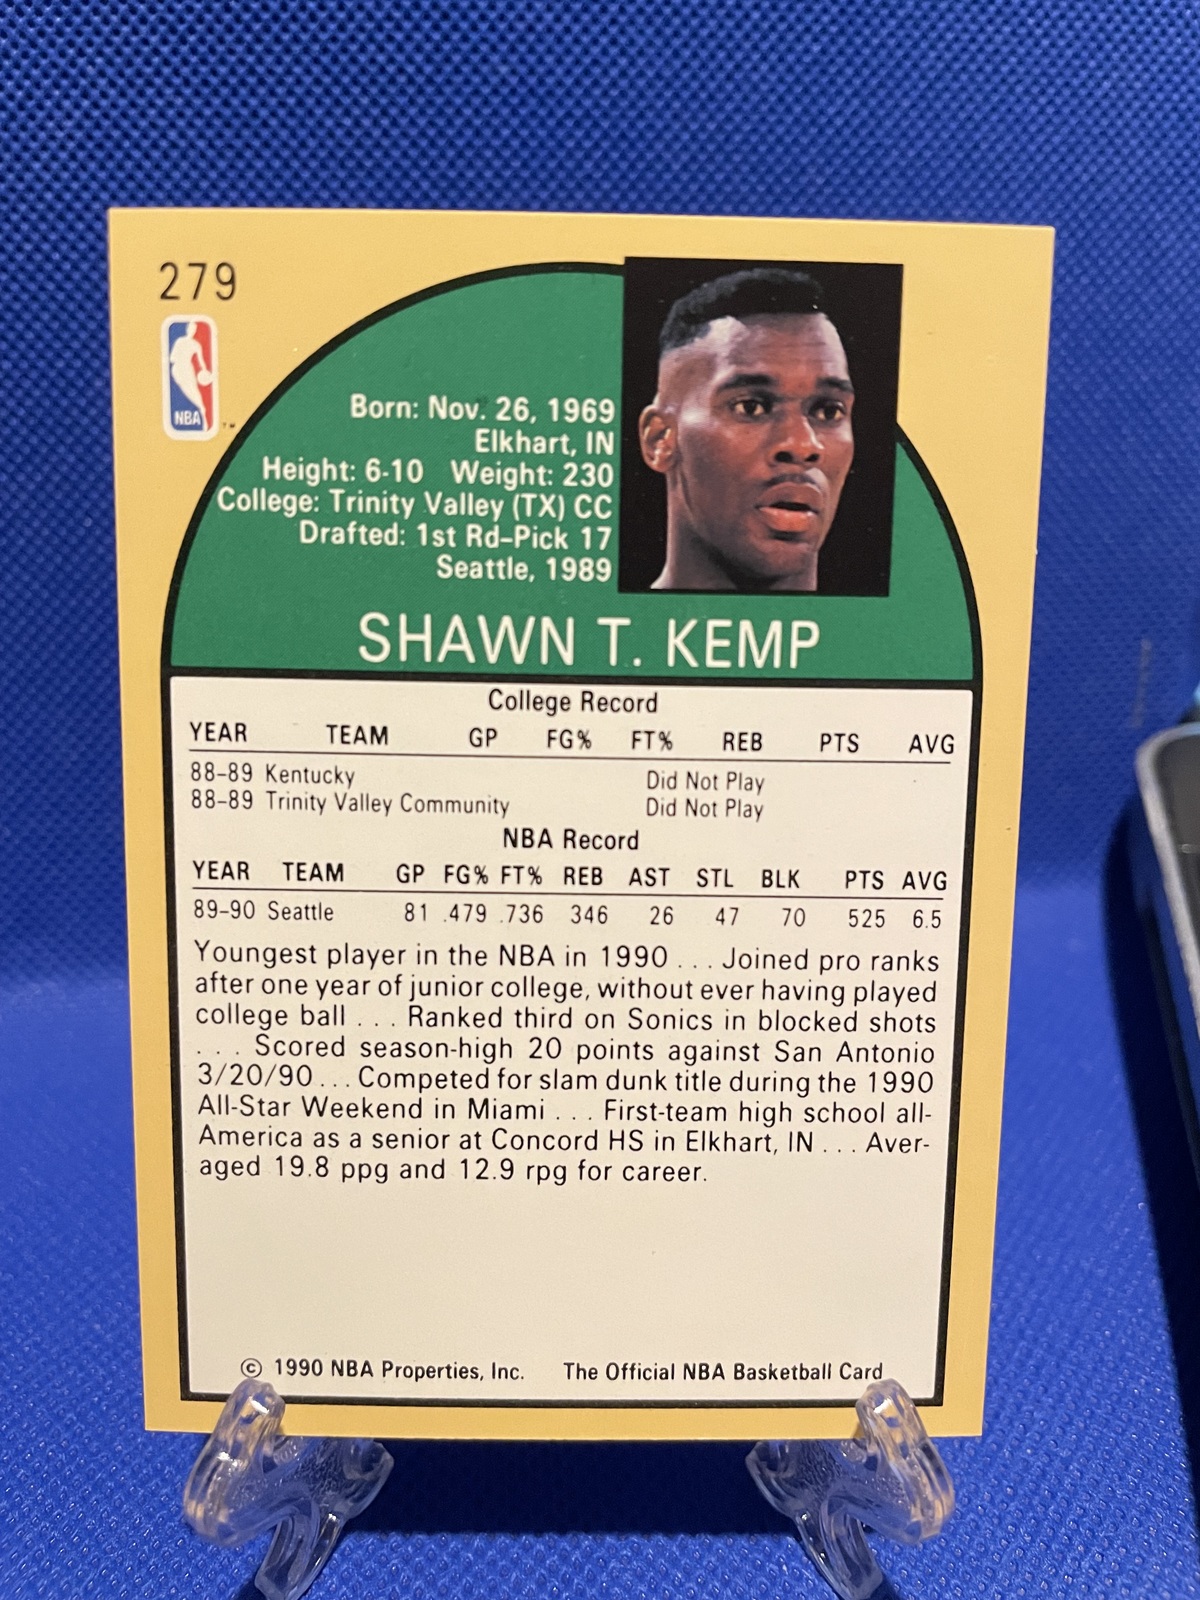 279
NBA
™
Born: Nov. 26, 1969
Elkhart, IN
Height: 6-10 Weight: 230
College: Trinity Valley (TX) CC
Drafted: 1st Rd-Pick 17
Seattle, 1989
SHAWN T. KEMP
College Record
YEAR TEAM GP FG% FT% REB PTS AVG
88-89 Kentucky Did Not Play
88-89 Trinity Valley Community Did Not Play
NBA Record
YEAR TEAM GP FG% FT% REB AST STL BLK PTS AVG
89-90 Seattle 81 .479 .736 346 26 47 70 525 6.5
Youngest player in the NBA in 1990 . . . Joined pro ranks
after one year of junior college, without ever having played
college ball . . . Ranked third on Sonics in blocked shots
. . . Scored season-high 20 points against San Antonio
3/20/90 . . . Competed for slam dunk title during the 1990
All-Star Weekend in Miami . . . First-team high school all-
America as a senior at Concord HS in Elkhart, IN . . . Aver-
aged 19.8 ppg and 12.9 rpg for career.
© 1990 NBA Properties, Inc. The Official NBA Basketball Card